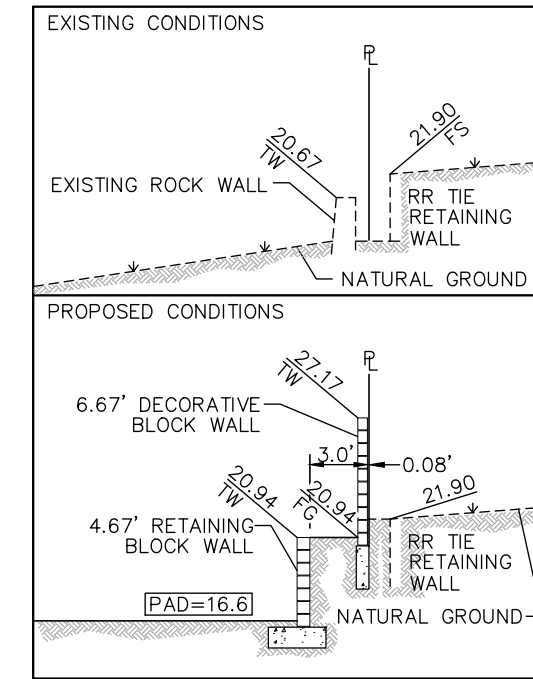 EXISTING CONDITIONS
PL
20.67
TW
21.90
FS
EXISTING ROCK WALL
RR TIE
RETAINING
WALL
NATURAL GROUND
PROPOSED CONDITIONS
PL
27.17
TW
6.67' DECORATIVE
BLOCK WALL
3.0'
0.08'
20.94
TW
20.94
FG
21.90
4.67' RETAINING
BLOCK WALL
RR TIE
RETAINING
WALL
PAD=16.6
NATURAL GROUND